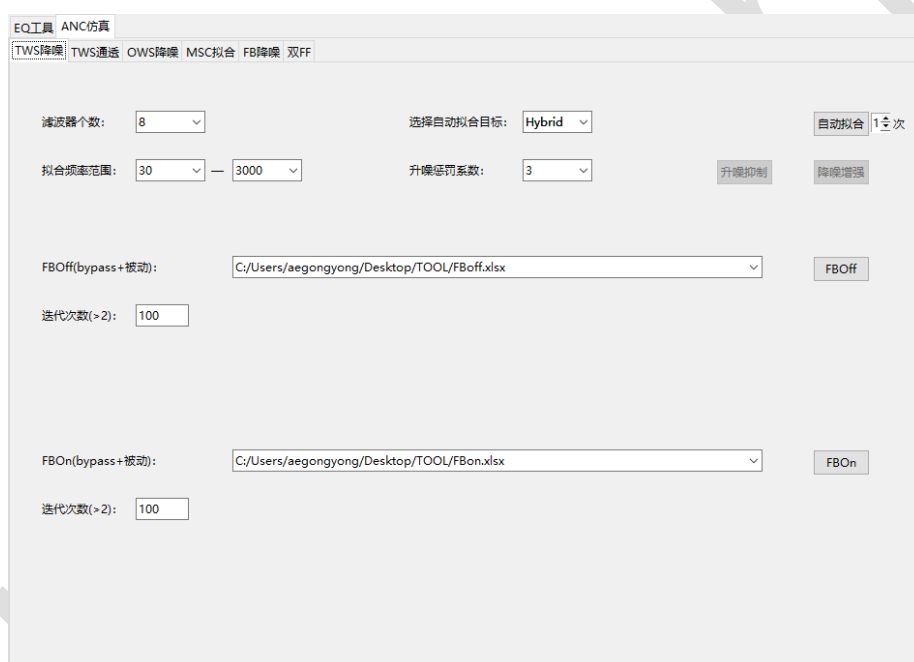 EQ工具 ANC仿真
TWS降噪 TWS通透 OWS降噪 MSC拟合 FB降噪 双FF
滤波器个数: 8 选择自动拟合目标: Hybrid 自动拟合 1 次
拟合频率范围: 30 — 3000 升噪惩罚系数: 3 升噪抑制 降噪增强
FBOff(bypass+被动): C:/Users/aegongyong/Desktop/TOOL/FBoff.xlsx FBOff
迭代次数(>2): 100
FBOn(bypass+被动): C:/Users/aegongyong/Desktop/TOOL/FBon.xlsx FBOn
迭代次数(>2): 100